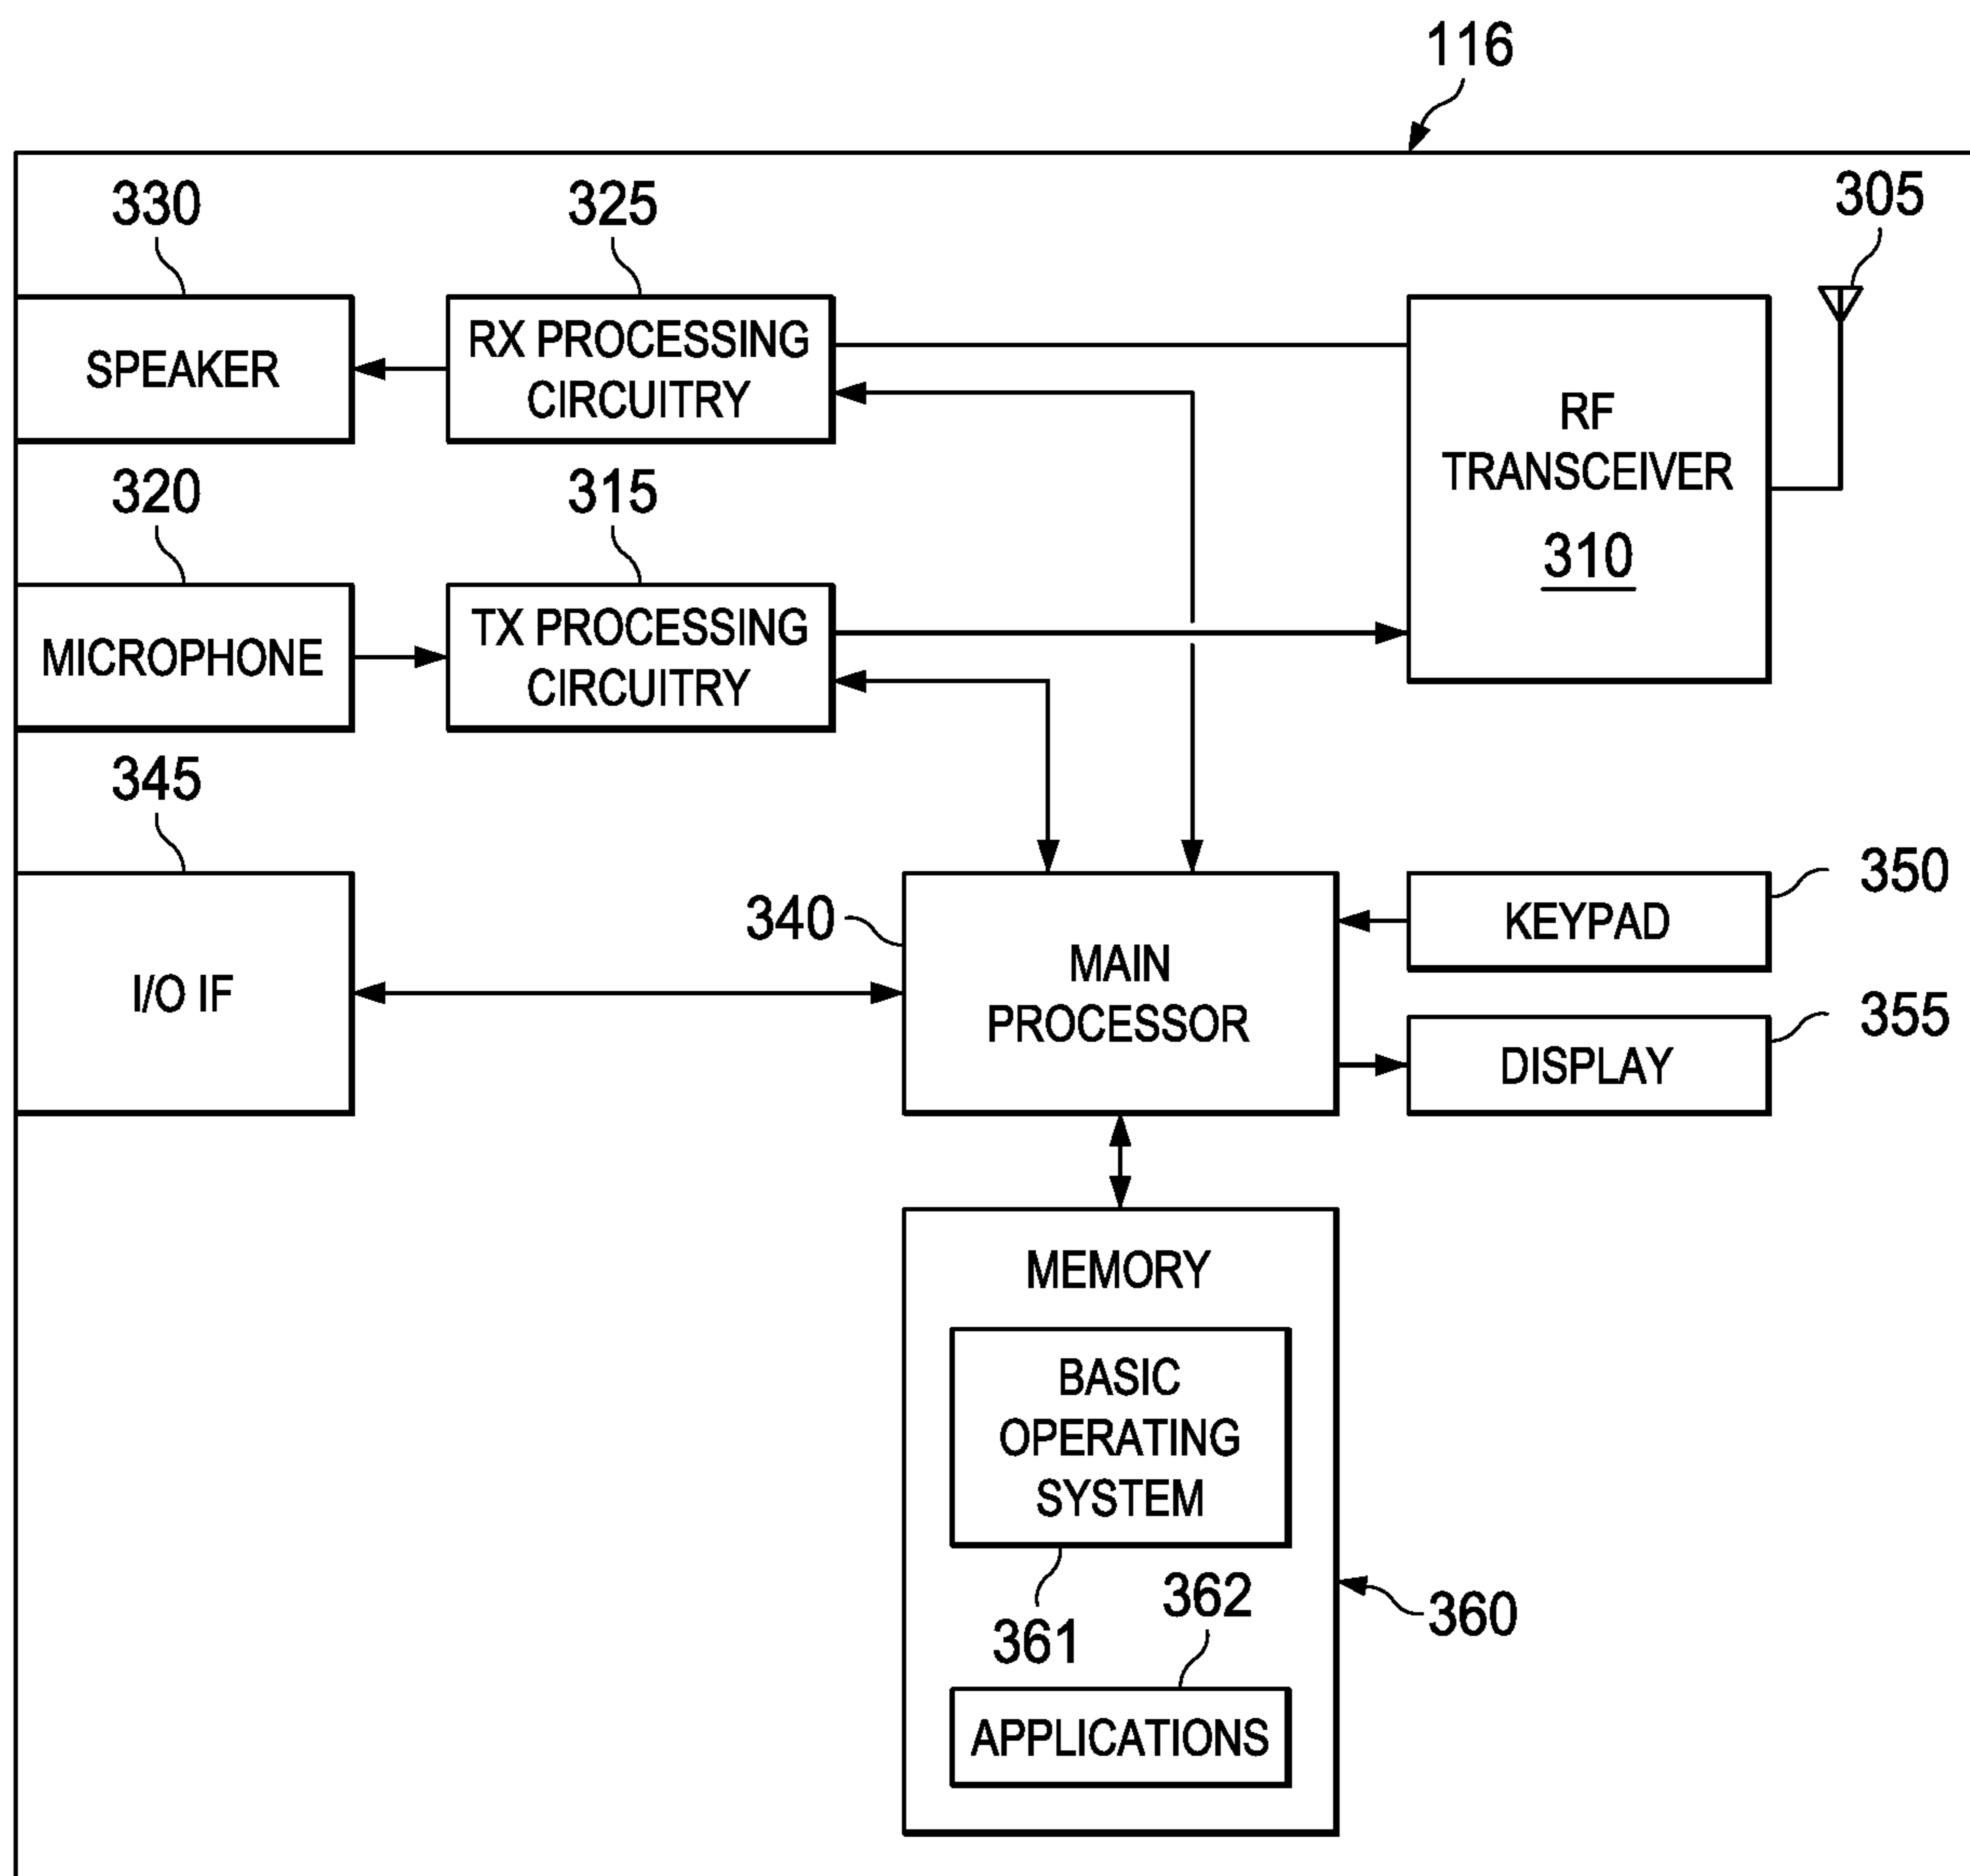 116
330
325
305
SPEAKER
RX PROCESSING
CIRCUITRY
RF
TRANSCEIVER
310
320
315
MICROPHONE
TX PROCESSING
CIRCUITRY
345
I/O IF
340
MAIN
PROCESSOR
KEYPAD
350
DISPLAY
355
MEMORY
BASIC
OPERATING
SYSTEM
361
362
360
APPLICATIONS